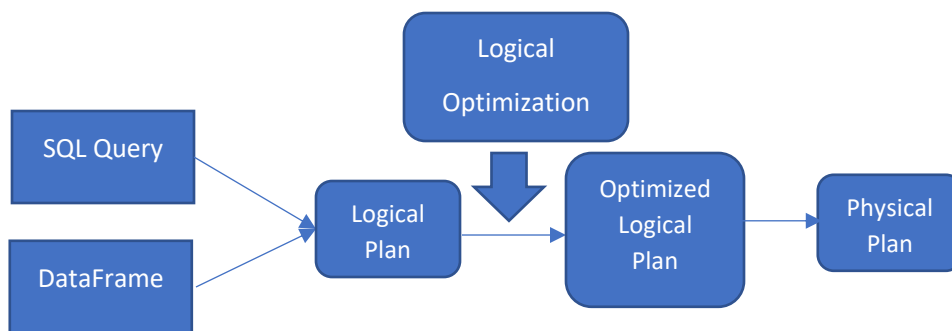 Logical
Optimization
SQL Query
DataFrame
Logical
Plan
Optimized
Logical
Plan
Physical
Plan